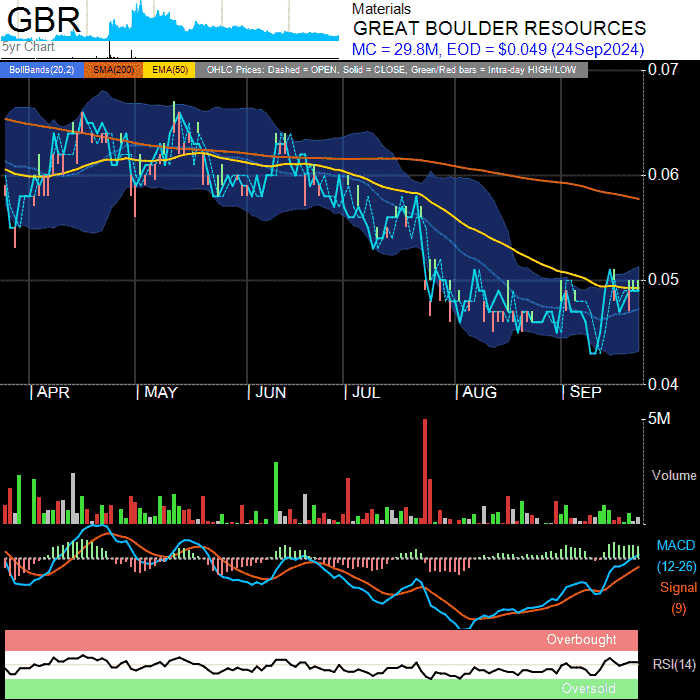 GBR
5yr Chart
Materials
GREAT BOULDER RESOURCES
MC = 29.8M, EOD = $0.049 (24Sep2024)
BollBands(20,2) SMA(200) EMA(50) OHLC Prices: Dashed = OPEN, Solid = CLOSE, Green/Red bars = Intra-day HIGH/LOW
0.07
0.06
0.05
0.04
APR MAY JUN JUL AUG SEP
5M
Volume
MACD
(12-26)
Signal
(9)
Overbought
RSI(14)
Oversold